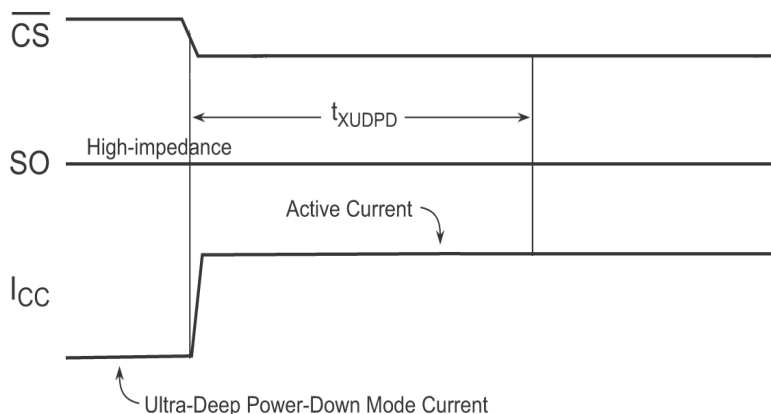 CS
tXUDPD
High-impedance
SO
Active Current
ICC
Ultra-Deep Power-Down Mode Current